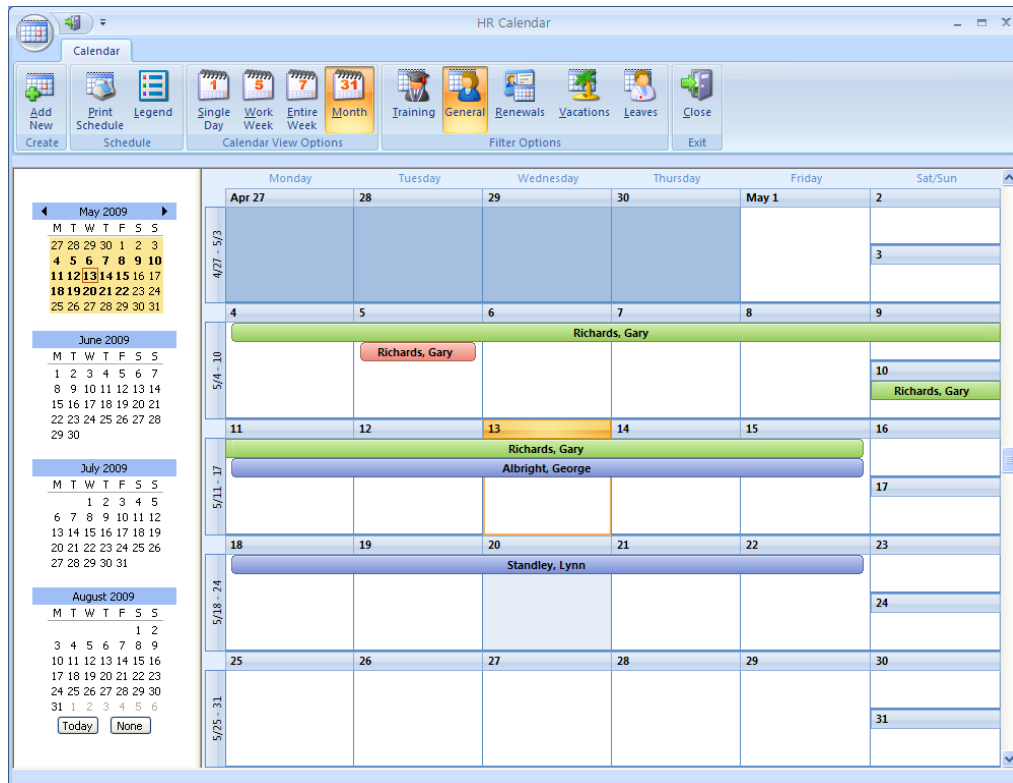 HR Calendar
Calendar
Add New
Print Schedule
Legend
1 Single Day
5 Work Week
7 Entire Week
31 Month
Training
General
Renewals
Vacations
Leaves
Close
Create
Schedule
Calendar View Options
Filter Options
Exit
May 2009
M T W T F S S
27 28 29 30 1 2 3
4 5 6 7 8 9 10
11 12 13 14 15 16 17
18 19 20 21 22 23 24
25 26 27 28 29 30 31
June 2009
M T W T F S S
1 2 3 4 5 6 7
8 9 10 11 12 13 14
15 16 17 18 19 20 21
22 23 24 25 26 27 28
29 30
July 2009
M T W T F S S
1 2 3 4 5
6 7 8 9 10 11 12
13 14 15 16 17 18 19
20 21 22 23 24 25 26
27 28 29 30 31
August 2009
M T W T F S S
1 2
3 4 5 6 7 8 9
10 11 12 13 14 15 16
17 18 19 20 21 22 23
24 25 26 27 28 29 30
31 1 2 3 4 5 6
Today None
Monday Tuesday Wednesday Thursday Friday Sat/Sun
4/27 - 5/3
Apr 27 28 29 30 May 1 2
3
5/4 - 10
4 5 6 7 8 9
Richards, Gary
Richards, Gary
10
Richards, Gary
5/11 - 17
11 12 13 14 15 16
Richards, Gary
Albright, George
17
5/18 - 24
18 19 20 21 22 23
Standley, Lynn
24
5/25 - 31
25 26 27 28 29 30
31